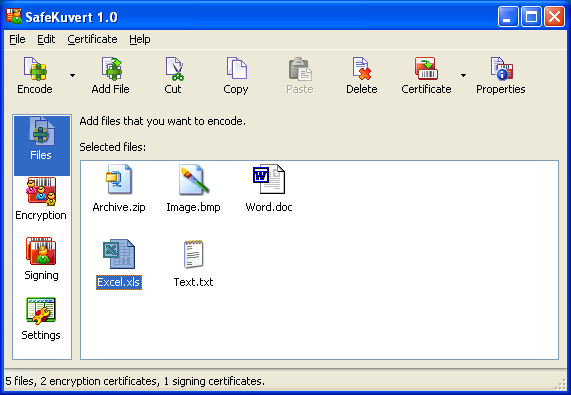 SafeKuvert 1.0
File Edit Certificate Help
Encode Add File Cut Copy Paste Delete Certificate Properties
Files
Encryption
Signing
Settings
Add files that you want to encode.
Selected files:
Archive.zip Image.bmp Word.doc
Excel.xls Text.txt
5 files, 2 encryption certificates, 1 signing certificates.